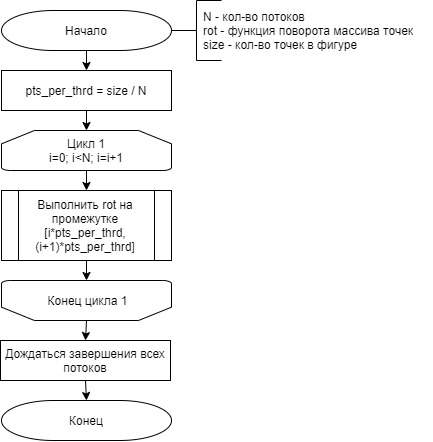 Начало
N - кол-во потоков
rot - функция поворота массива точек
size - кол-во точек в фигуре
pts_per_thrd = size / N
Цикл 1
i=0; i<N; i=i+1
Выполнить rot на
промежутке
[i*pts_per_thrd,
(i+1)*pts_per_thrd]
Конец цикла 1
Дождаться завершения всех
потоков
Конец